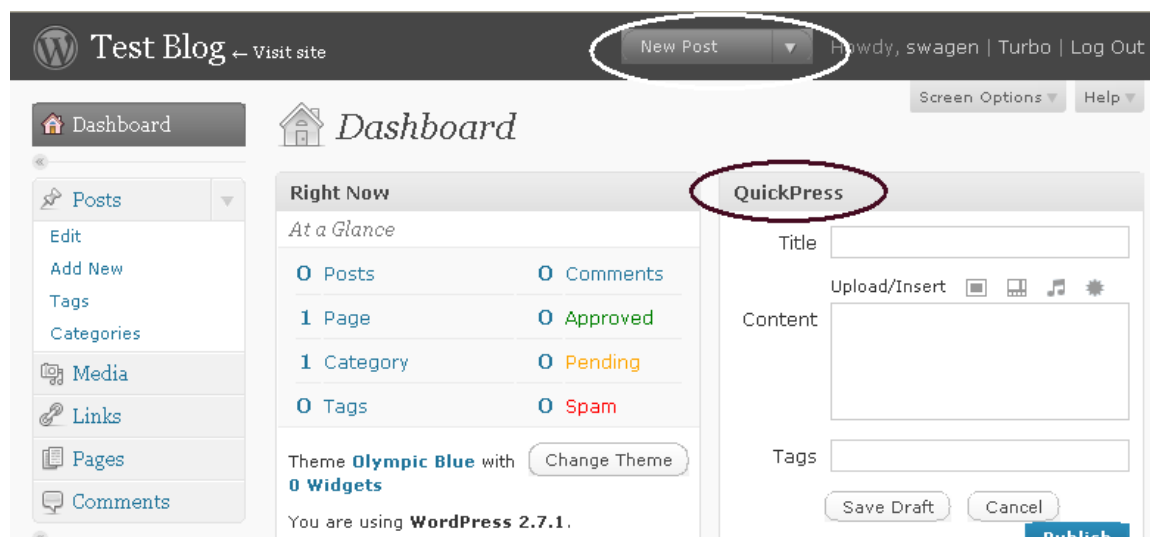 Test Blog ← Visit site
New Post
Howdy, swagen | Turbo | Log Out
Screen Options
Help
Dashboard
Dashboard
Posts
Edit
Add New
Tags
Categories
Media
Links
Pages
Comments
Right Now
At a Glance
0 Posts 0 Comments
1 Page 0 Approved
1 Category 0 Pending
0 Tags 0 Spam
Theme Olympic Blue with
0 Widgets
Change Theme
You are using WordPress 2.7.1.
QuickPress
Title
Upload/Insert
Content
Tags
Save Draft
Cancel
Publish